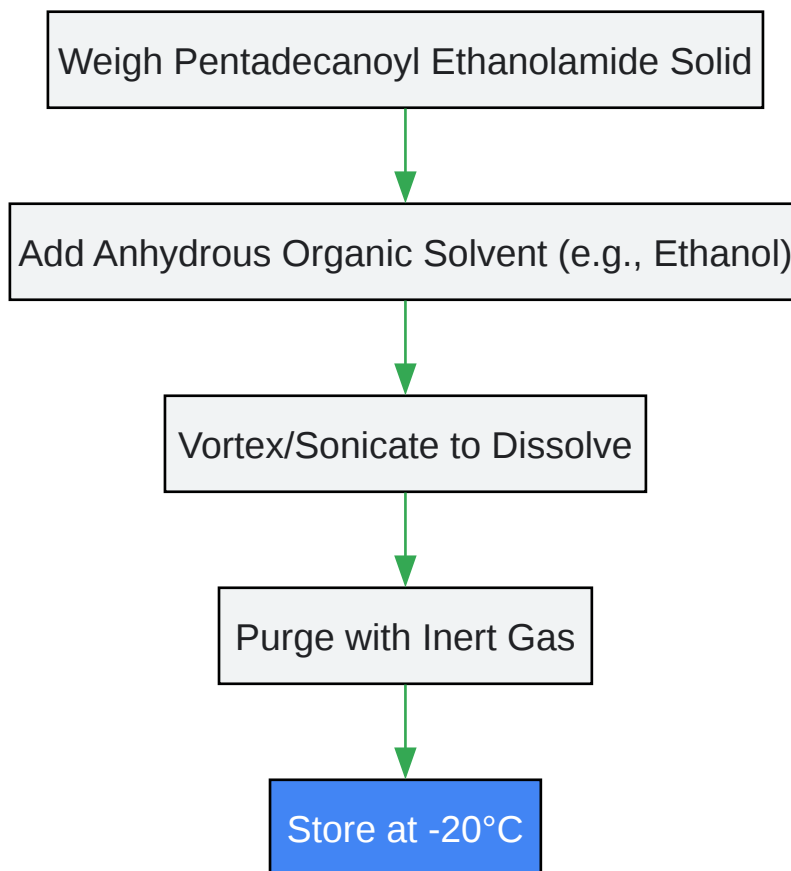 Weigh Pentadecanoyl Ethanolamide Solid
Add Anhydrous Organic Solvent (e.g., Ethanol)
Vortex/Sonicate to Dissolve
Purge with Inert Gas
Store at -20°C